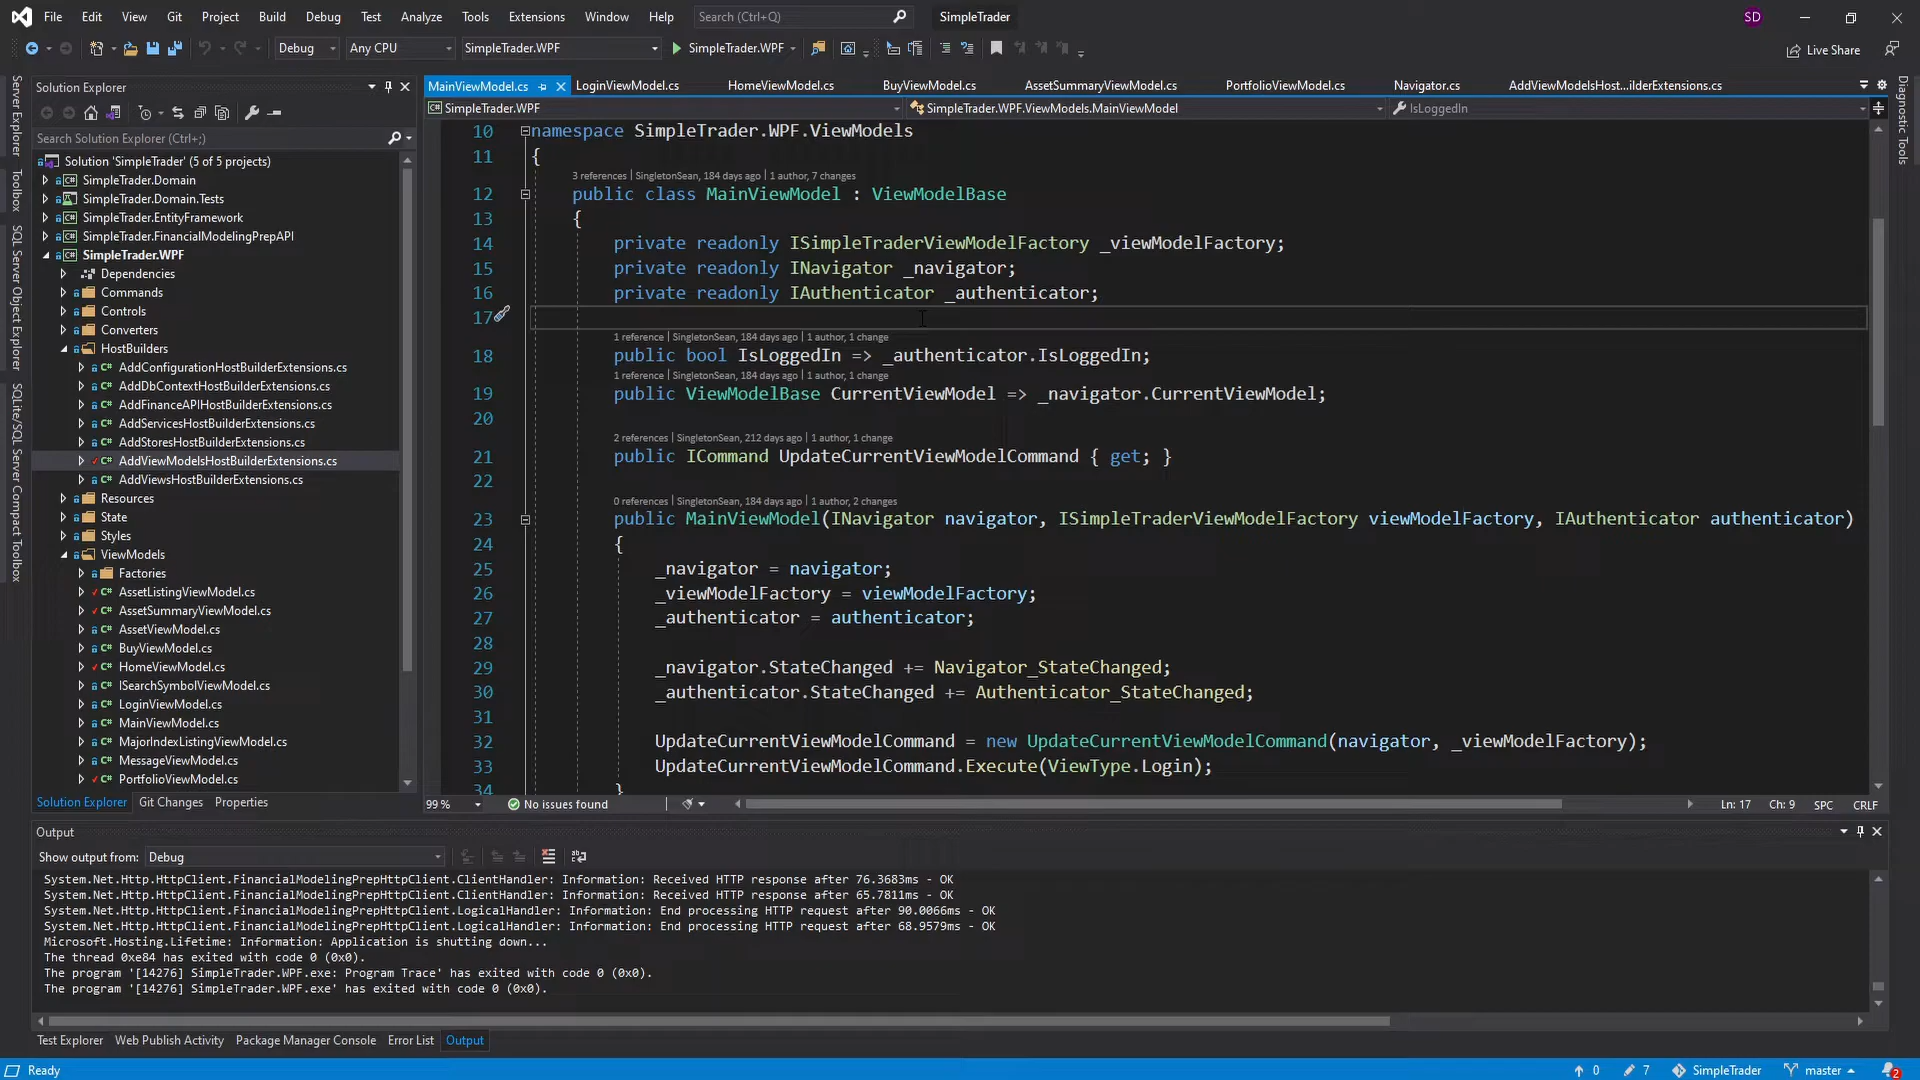 File Edit View Git Project Build Debug Test Analyze Tools Extensions Window Help Search (Ctrl+Q) SimpleTrader SD
Debug Any CPU SimpleTrader.WPF SimpleTrader.WPF Live Share
Server Explorer
Toolbox
SQL Server Object Explorer
SQLite/SQL Server Compact Toolbox
Solution Explorer
Search Solution Explorer (Ctrl+;)
Solution 'SimpleTrader' (5 of 5 projects)
SimpleTrader.Domain
SimpleTrader.Domain.Tests
SimpleTrader.EntityFramework
SimpleTrader.FinancialModelingPrepAPI
SimpleTrader.WPF
Dependencies
Commands
Controls
Converters
HostBuilders
AddConfigurationHostBuilderExtensions.cs
AddDbContextHostBuilderExtensions.cs
AddFinanceAPIHostBuilderExtensions.cs
AddServicesHostBuilderExtensions.cs
AddStoresHostBuilderExtensions.cs
AddViewModelsHostBuilderExtensions.cs
AddViewsHostBuilderExtensions.cs
Resources
State
Styles
ViewModels
Factories
AssetListingViewModel.cs
AssetSummaryViewModel.cs
AssetViewModel.cs
BuyViewModel.cs
HomeViewModel.cs
ISearchSymbolViewModel.cs
LoginViewModel.cs
MainViewModel.cs
MajorIndexListingViewModel.cs
MessageViewModel.cs
PortfolioViewModel.cs
Solution Explorer Git Changes Properties
MainViewModel.cs LoginViewModel.cs HomeViewModel.cs BuyViewModel.cs AssetSummaryViewModel.cs PortfolioViewModel.cs Navigator.cs AddViewModelsHost...ilderExtensions.cs
SimpleTrader.WPF SimpleTrader.WPF.ViewModels.MainViewModel IsLoggedIn
10 namespace SimpleTrader.WPF.ViewModels
11 {
3 references | SingletonSean, 184 days ago | 1 author, 7 changes
12 public class MainViewModel : ViewModelBase
13 {
14 private readonly ISimpleTraderViewModelFactory _viewModelFactory;
15 private readonly INavigator _navigator;
16 private readonly IAuthenticator _authenticator;
17
1 reference | SingletonSean, 184 days ago | 1 author, 1 change
18 public bool IsLoggedIn => _authenticator.IsLoggedIn;
1 reference | SingletonSean, 184 days ago | 1 author, 1 change
19 public ViewModelBase CurrentViewModel => _navigator.CurrentViewModel;
20
2 references | SingletonSean, 212 days ago | 1 author, 1 change
21 public ICommand UpdateCurrentViewModelCommand { get; }
22
0 references | SingletonSean, 184 days ago | 1 author, 2 changes
23 public MainViewModel(INavigator navigator, ISimpleTraderViewModelFactory viewModelFactory, IAuthenticator authenticator)
24 {
25 _navigator = navigator;
26 _viewModelFactory = viewModelFactory;
27 _authenticator = authenticator;
28
29 _navigator.StateChanged += Navigator_StateChanged;
30 _authenticator.StateChanged += Authenticator_StateChanged;
31
32 UpdateCurrentViewModelCommand = new UpdateCurrentViewModelCommand(navigator, _viewModelFactory);
33 UpdateCurrentViewModelCommand.Execute(ViewType.Login);
34 }
99 % No issues found Ln: 17 Ch: 9 SPC CRLF
Diagnostic Tools
Output
Show output from: Debug
System.Net.Http.HttpClient.FinancialModelingPrepHttpClient.ClientHandler: Information: Received HTTP response after 76.3683ms - OK
System.Net.Http.HttpClient.FinancialModelingPrepHttpClient.ClientHandler: Information: Received HTTP response after 65.7811ms - OK
System.Net.Http.HttpClient.FinancialModelingPrepHttpClient.LogicalHandler: Information: End processing HTTP request after 90.0066ms - OK
System.Net.Http.HttpClient.FinancialModelingPrepHttpClient.LogicalHandler: Information: End processing HTTP request after 68.9579ms - OK
Microsoft.Hosting.Lifetime: Information: Application is shutting down...
The thread 0xe84 has exited with code 0 (0x0).
The program '[14276] SimpleTrader.WPF.exe: Program Trace' has exited with code 0 (0x0).
The program '[14276] SimpleTrader.WPF.exe' has exited with code 0 (0x0).
Test Explorer Web Publish Activity Package Manager Console Error List Output
Ready 0 7 SimpleTrader master 2